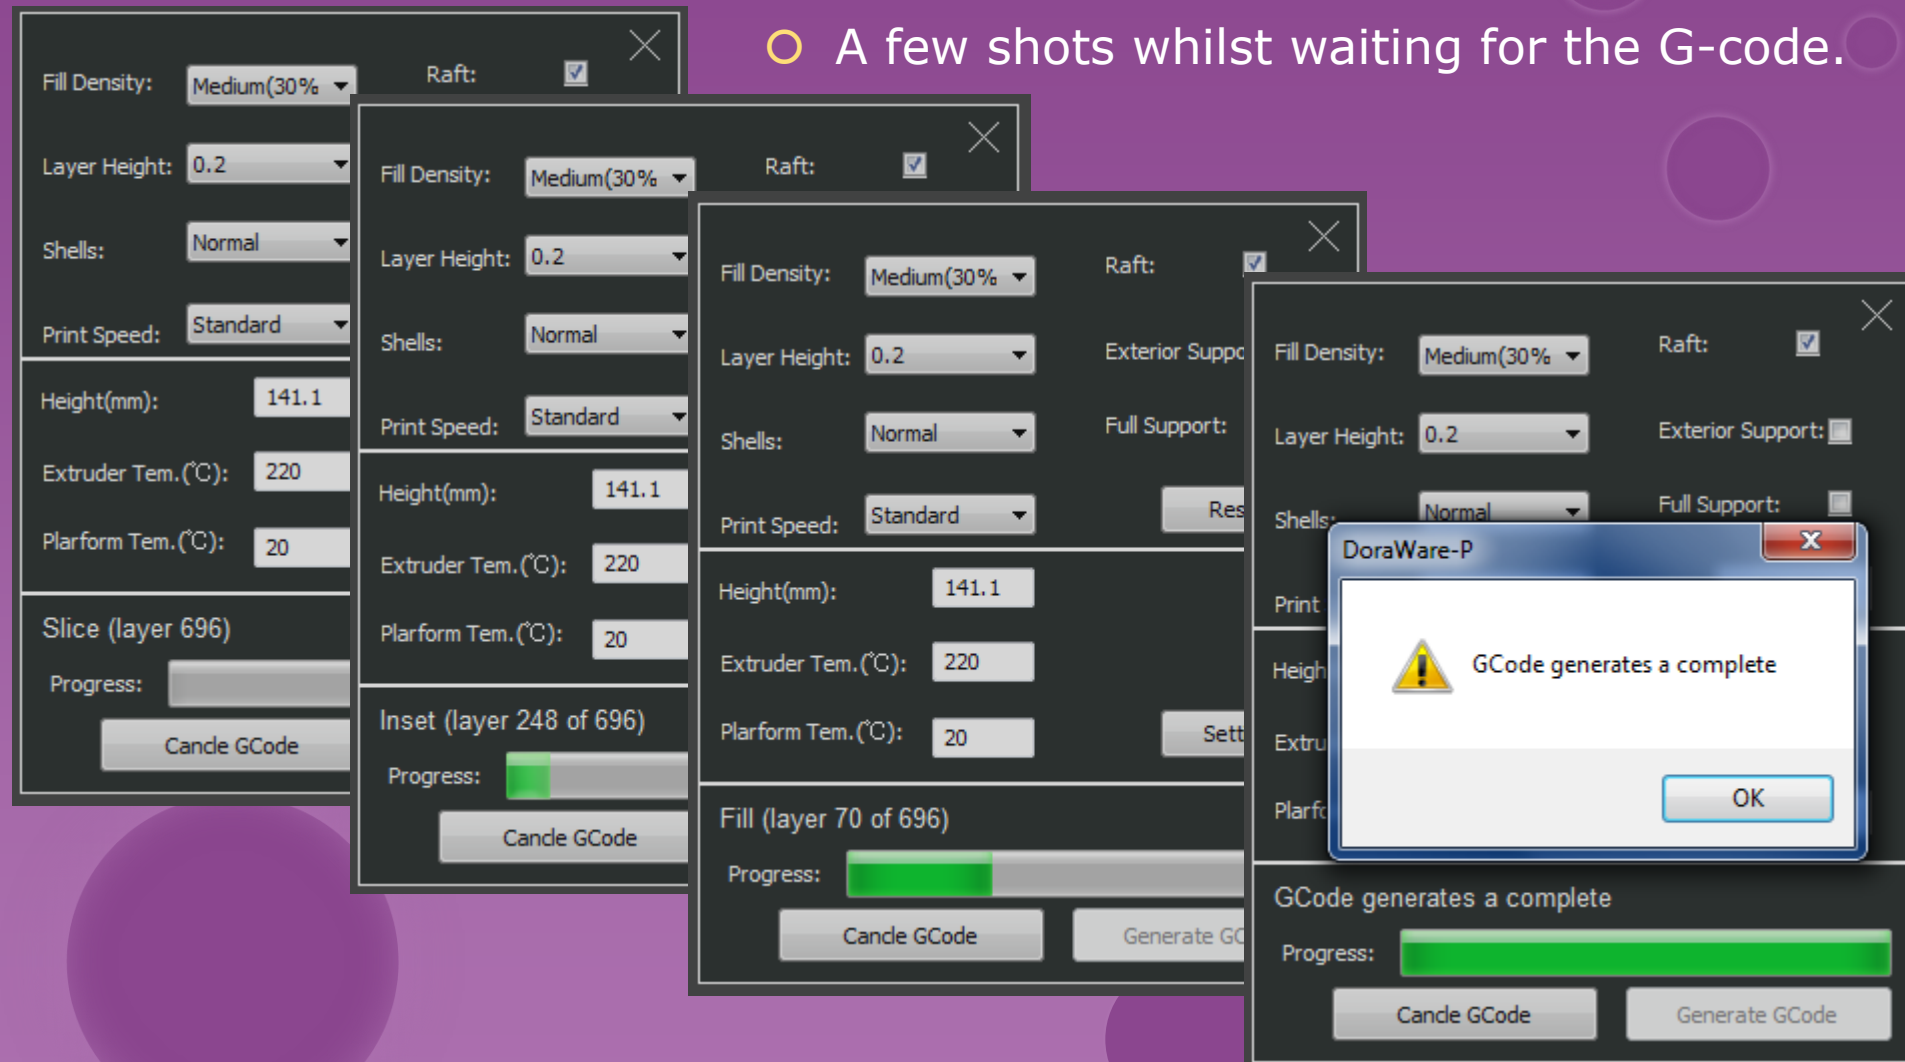 A few shots whilst waiting for the G-code.
Fill Density: Medium(30% Raft:
Layer Height: 0.2
Shells: Normal
Print Speed: Standard
Height(mm): 141.1
Extruder Tem.(℃): 220
Plarform Tem.(℃): 20
Slice (layer 696)
Progress:
Cancle GCode
Fill Density: Medium(30% Raft:
Layer Height: 0.2
Shells: Normal
Print Speed: Standard
Height(mm): 141.1
Extruder Tem.(℃): 220
Plarform Tem.(℃): 20
Inset (layer 248 of 696)
Progress:
Cancle GCode
Fill Density: Medium(30% Raft:
Layer Height: 0.2 Exterior Suppo
Shells: Normal Full Support:
Print Speed: Standard Res
Height(mm): 141.1
Extruder Tem.(℃): 220
Plarform Tem.(℃): 20 Sett
Fill (layer 70 of 696)
Progress:
Cancle GCode Generate GC
Fill Density: Medium(30% Raft:
Layer Height: 0.2 Exterior Support:
Shells: Normal Full Support:
Print
Heigh
Extru
Plarfo
DoraWare-P
GCode generates a complete
OK
GCode generates a complete
Progress:
Cancle GCode Generate GCode